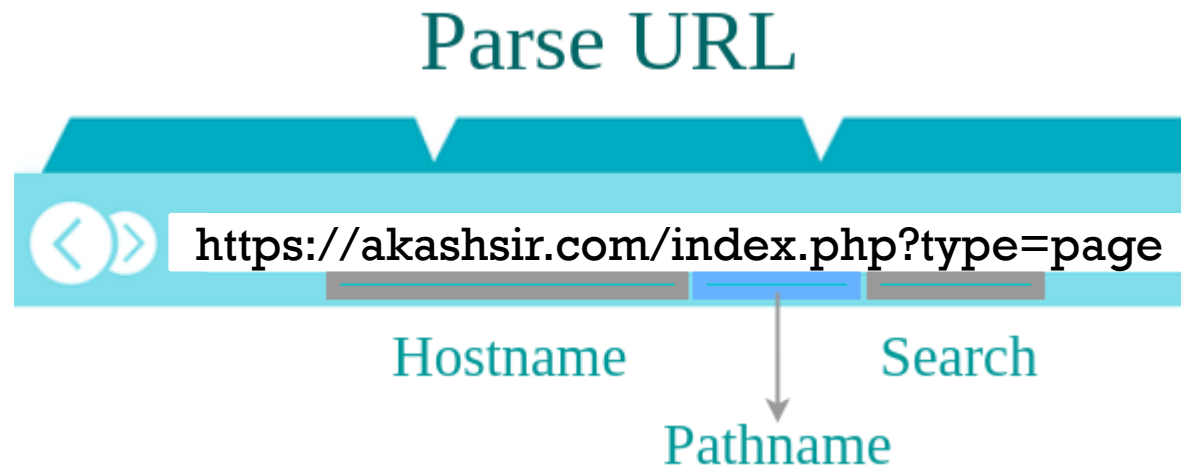 Parse URL
https://akashsir.com/index.php?type=page
Hostname
Search
Pathname